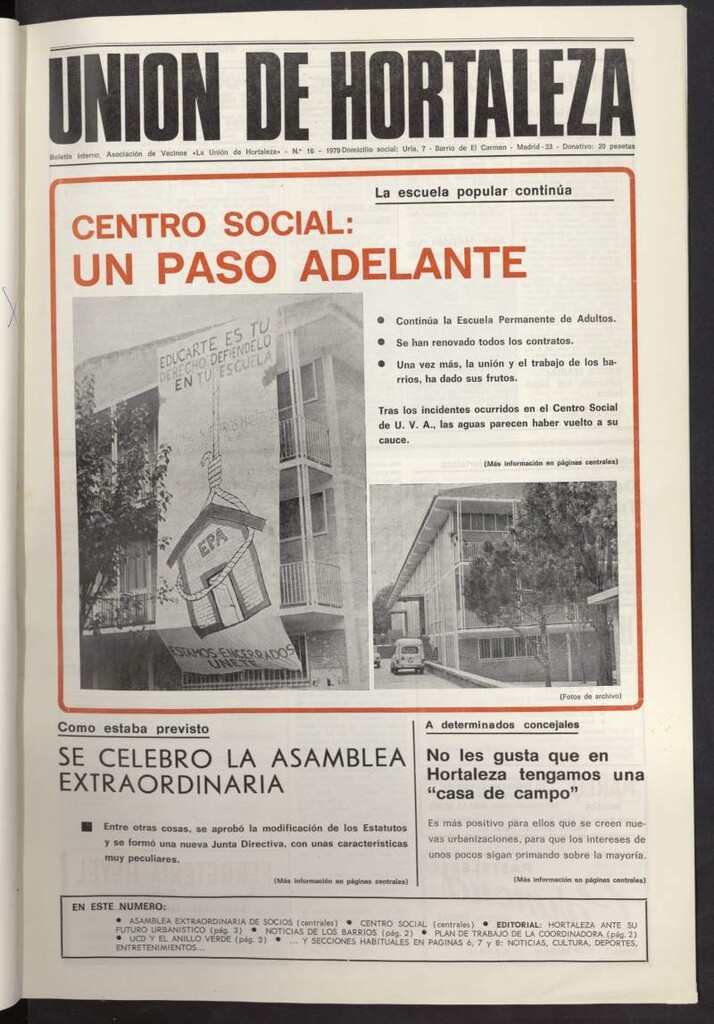 UNION DE HORTALEZA
Boletín Interno, Asociación de Vecinos «La Unión de Hortaleza» - N.º 16 - 1979-Domicilio social: Uría, 7 - Barrio de El Carmen - Madrid-33 - Donativo: 20 pesetas
La escuela popular continúa
CENTRO SOCIAL:
UN PASO ADELANTE
EDUCARTE ES TU
DERECHO DEFIENDELO
EN TU ESCUELA
EPA
ESTAMOS ENCERRADOS
UNETE
● Continúa la Escuela Permanente de Adultos.
● Se han renovado todos los contratos.
● Una vez más, la unión y el trabajo de los ba-
rrios, ha dado sus frutos.
Tras los incidentes ocurridos en el Centro Social
de U. V. A., las aguas parecen haber vuelto a su
cauce.
(Más información en páginas centrales)
(Fotos de archivo)
Como estaba previsto
SE CELEBRO LA ASAMBLEA
EXTRAORDINARIA
■ Entre otras cosas, se aprobó la modificación de los Estatutos
y se formó una nueva Junta Directiva, con unas características
muy peculiares.
(Más información en páginas centrales)
A determinados concejales
No les gusta que en
Hortaleza tengamos una
“casa de campo”
Es más positivo para ellos que se creen nue-
vas urbanizaciones, para que los intereses de
unos pocos sigan primando sobre la mayoría.
(Más información en páginas centrales)
EN ESTE NUMERO:
● ASAMBLEA EXTRAORDINARIA DE SOCIOS (centrales) ● CENTRO SOCIAL (centrales) ● EDITORIAL: HORTALEZA ANTE SU
FUTURO URBANISTICO (pág. 3) ● NOTICIAS DE LOS BARRIOS (pág. 2) ● PLAN DE TRABAJO DE LA COORDINADORA (pág. 2)
● UCD Y EL ANILLO VERDE (pág. 3) ● ... Y SECCIONES HABITUALES EN PAGINAS 6, 7 y 8: NOTICIAS, CULTURA, DEPORTES,
ENTRETENIMIENTOS...